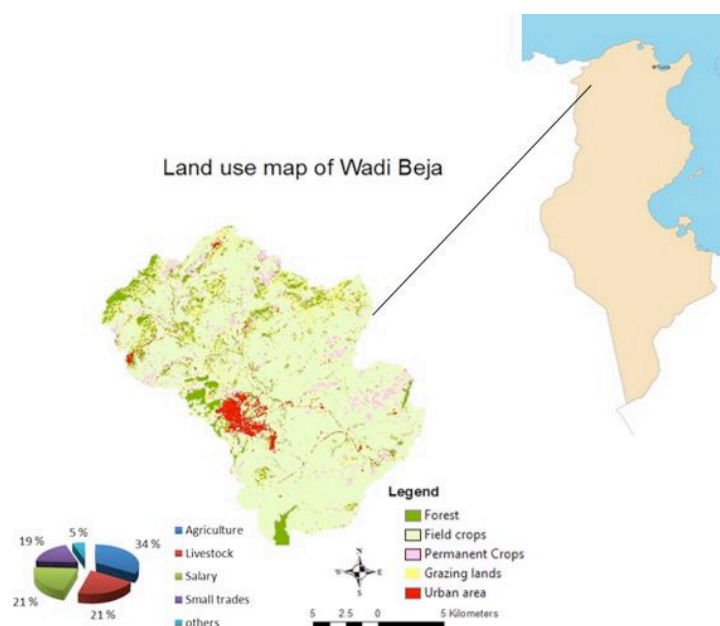 Land use map of Wadi Beja
Legend
Forest
Field crops
Permanent Crops
Grazing lands
Urban area
5 %
19 %
34 %
21 %
21 %
Agriculture
Livestock
Salary
Small trades
others
N
W
E
S
5 2.5 0 5 Kilometers